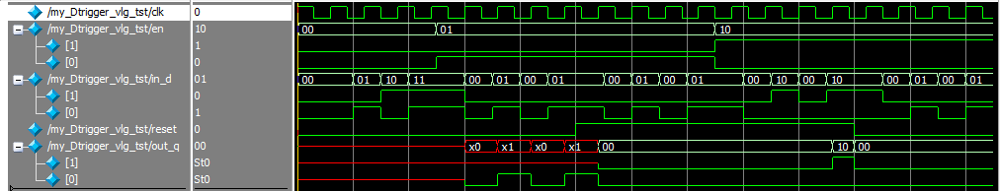 /my_Dtrigger_vlg_tst/clk 0
/my_Dtrigger_vlg_tst/en 10 00 01 10
[1] 1
[0] 0
/my_Dtrigger_vlg_tst/in_d 01 00 01 10 11 00 01 00 01 00 01 00 01 00 10 00 10 00 01 00 01
[1] 0
[0] 1
/my_Dtrigger_vlg_tst/reset 0
/my_Dtrigger_vlg_tst/out_q 00 x0 x1 x0 x1 00 10 00
[1] St0
[0] St0